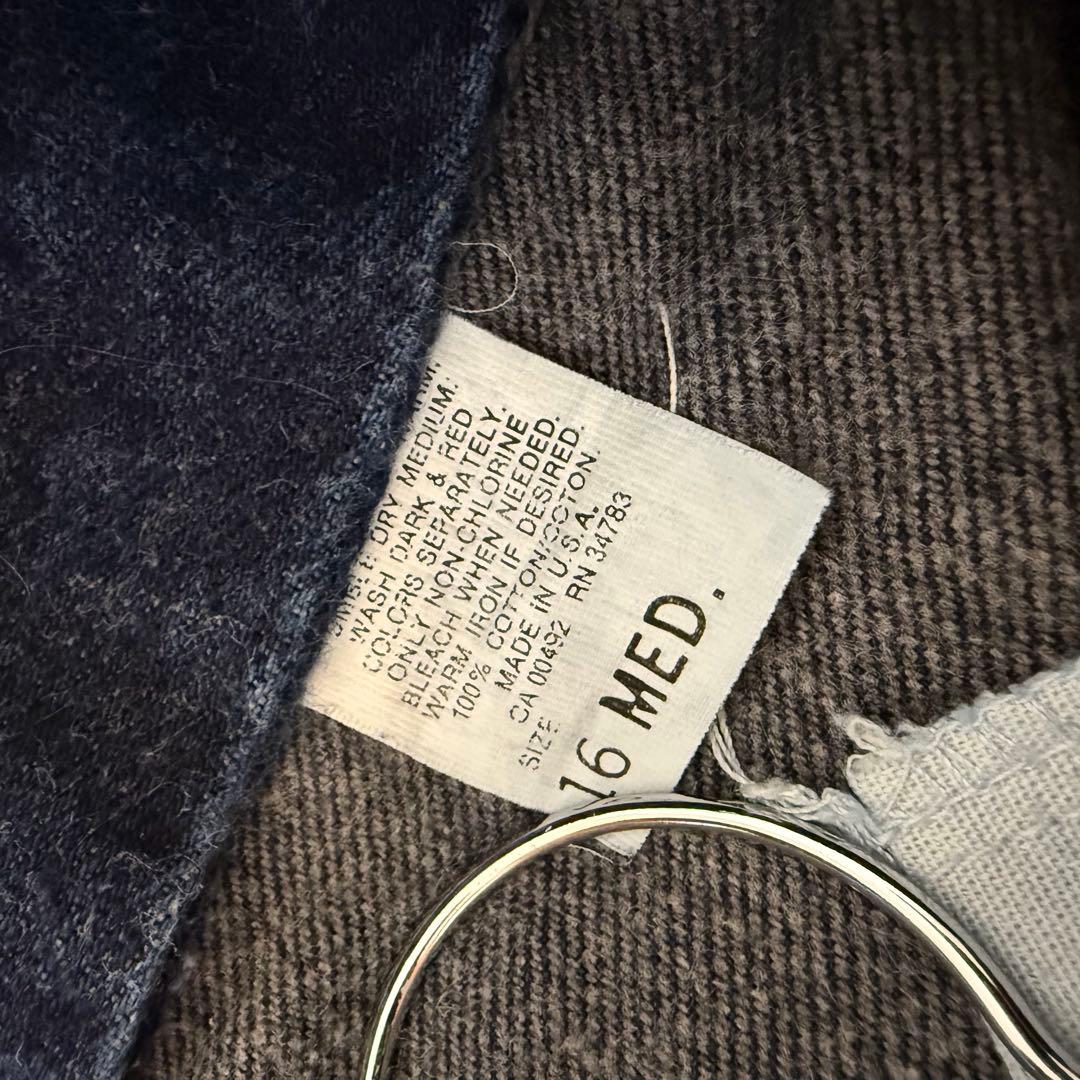 DRY MEDIUM.
WASH DARK & RED
COLORS SEPARATELY.
ONLY NON CHLORINE
BLEACH WHEN NEEDED.
WARM IRON IF DESIRED.
100% COTTON/COTON.
MADE IN U.S.A.
CA 00492 RN 34783
SIZE
16 MED.